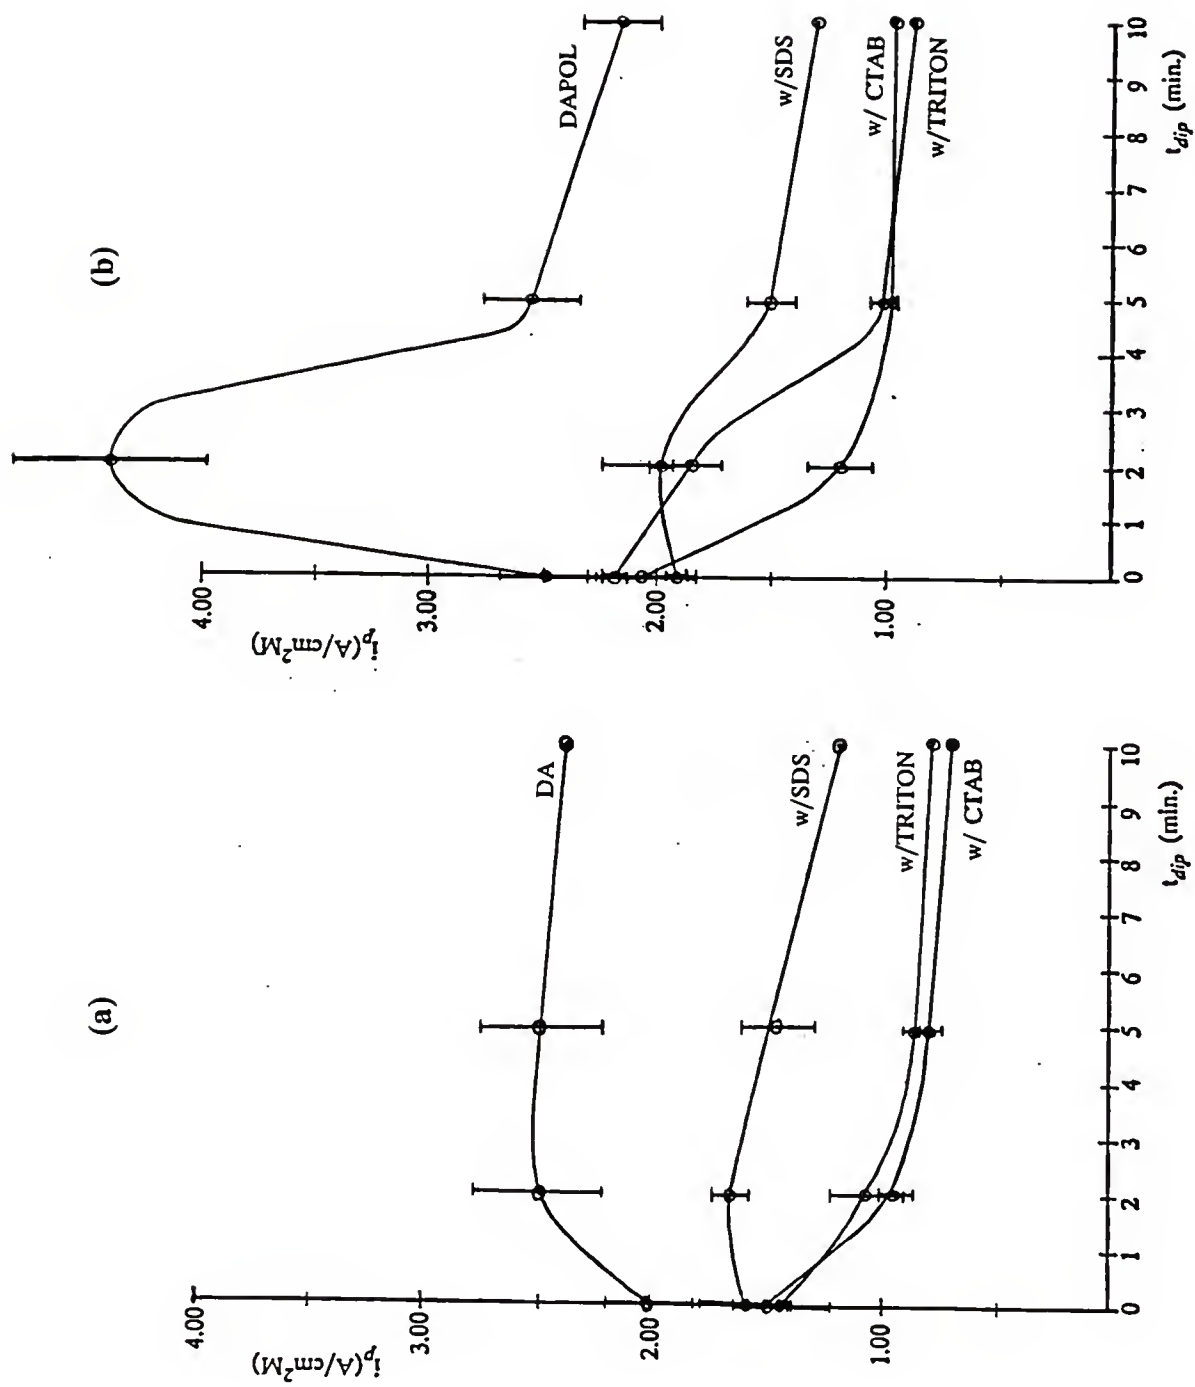 (a)
i_p(A/cm²M)
4.00
3.00
2.00
1.00
DA
w/SDS
w/TRITON
w/ CTAB
0 1 2 3 4 5 6 7 8 9 10
t_dip (min.)
(b)
i_p(A/cm²M)
4.00
3.00
2.00
1.00
DAPOL
w/SDS
w/ CTAB
w/TRITON
0 1 2 3 4 5 6 7 8 9 10
t_dip (min.)